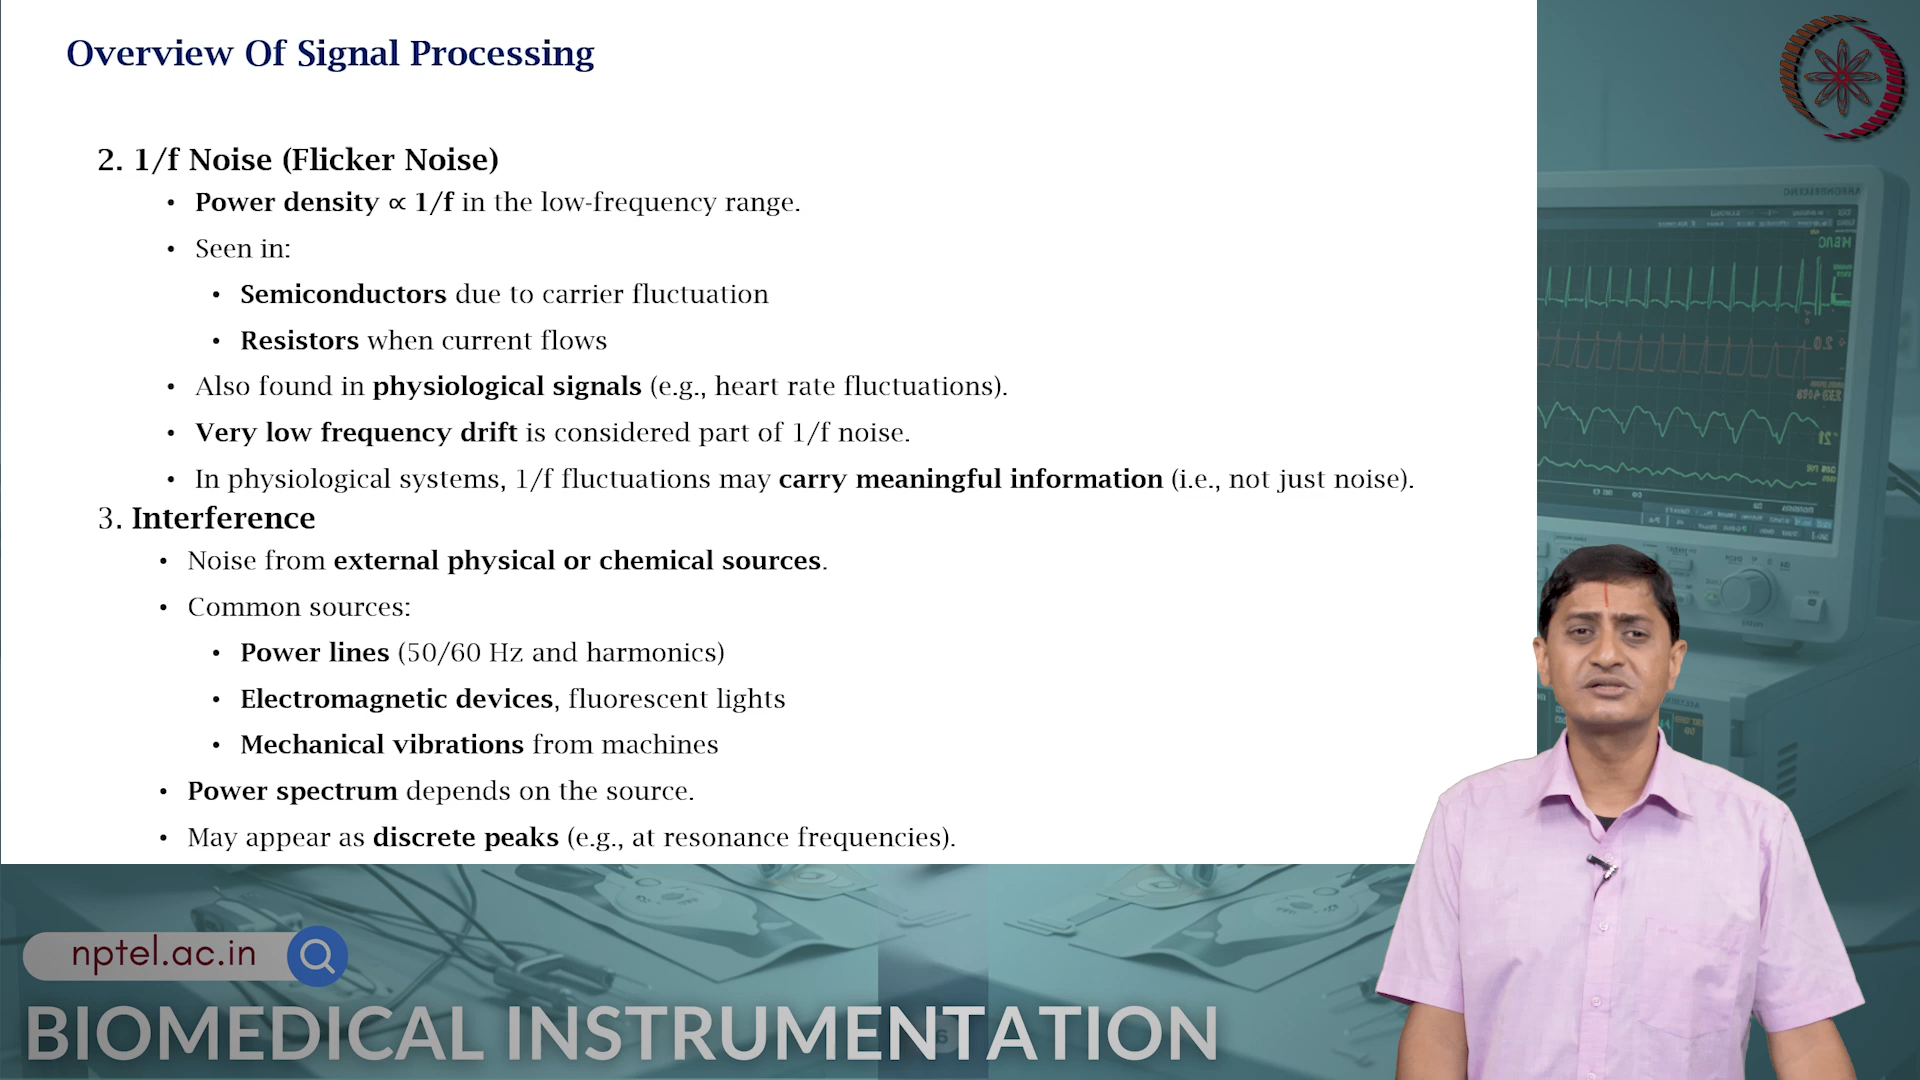 Overview Of Signal Processing
2. 1/f Noise (Flicker Noise)
• Power density ∝ 1/f in the low-frequency range.
• Seen in:
• Semiconductors due to carrier fluctuation
• Resistors when current flows
• Also found in physiological signals (e.g., heart rate fluctuations).
• Very low frequency drift is considered part of 1/f noise.
• In physiological systems, 1/f fluctuations may carry meaningful information (i.e., not just noise).
3. Interference
• Noise from external physical or chemical sources.
• Common sources:
• Power lines (50/60 Hz and harmonics)
• Electromagnetic devices, fluorescent lights
• Mechanical vibrations from machines
• Power spectrum depends on the source.
• May appear as discrete peaks (e.g., at resonance frequencies).
nptel.ac.in
BIOMEDICAL INSTRUMENTATION